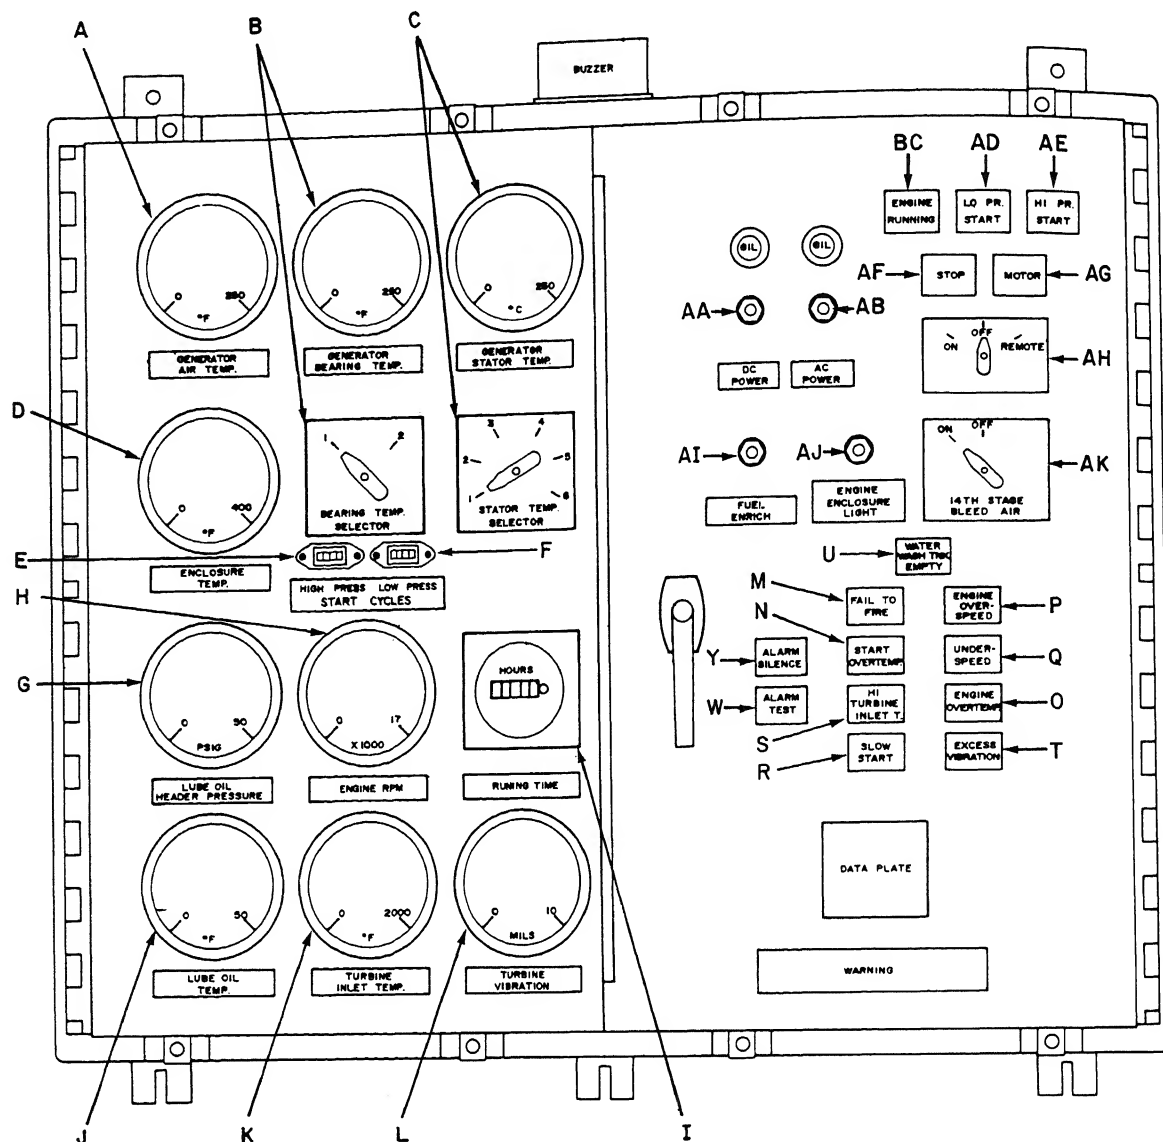 A
B
C
BUZZER
BC AD AE
ENGINE
RUNNING
LO PR.
START
HI PR.
START
GIL GIL
AF STOP MOTOR AG
0 250
°F
0 250
°F
0 250
°C
AA AB
GENERATOR
AIR TEMP.
GENERATOR
BEARING TEMP.
GENERATOR
STATOR TEMP.
DC
POWER
AC
POWER
ON OFF REMOTE
AH
D
0 400
°F
ENCLOSURE
TEMP.
1 2
BEARING TEMP.
SELECTOR
1 2 3 4 5 6
STATOR TEMP.
SELECTOR
AI AJ
FUEL
ENRICH
ENGINE
ENCLOSURE
LIGHT
ON OFF
14TH STAGE
BLEED AIR
AK
E F
HIGH PRESS LOW PRESS
START CYCLES
U
WATER
WASH TNK
EMPTY
H
M
FAIL TO
FIRE
ENGINE
OVER-
SPEED
P
N
START
OVERTEMP.
UNDER-
SPEED
Q
Y
ALARM
SILENCE
W
ALARM
TEST
S
HI
TURBINE
INLET T.
ENGINE
OVERTEMP.
O
R
SLOW
START
EXCESS
VIBRATION
T
G
0 50
PSIG
LUBE OIL
HEADER PRESSURE
0 17
X1000
ENGINE RPM
HOURS
RUNING TIME
0 50
°F
LUBE OIL
TEMP.
0 2000
°F
TURBINE
INLET TEMP.
0 10
MILS
TURBINE
VIBRATION
DATA PLATE
WARNING
J K L I